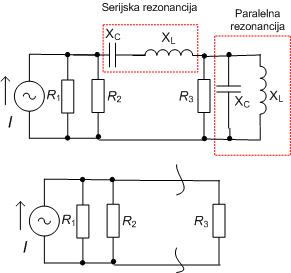 Serijska rezonancija
Paralelna
rezonancija
X_C
X_L
R_1
R_2
R_3
X_C
X_L
I
R_1
R_2
R_3
I